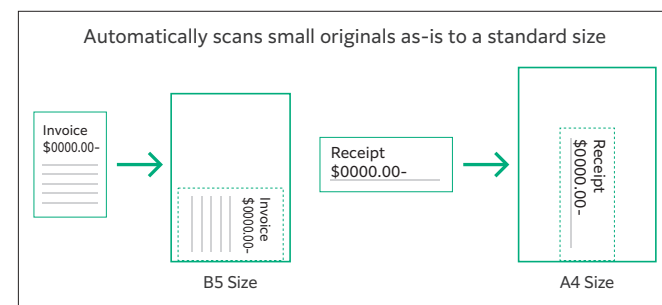 Automatically scans small originals as-is to a standard size
Invoice
$0000.00-
Invoice
$0000.00-
B5 Size
Receipt
$0000.00-
Receipt
$0000.00-
A4 Size